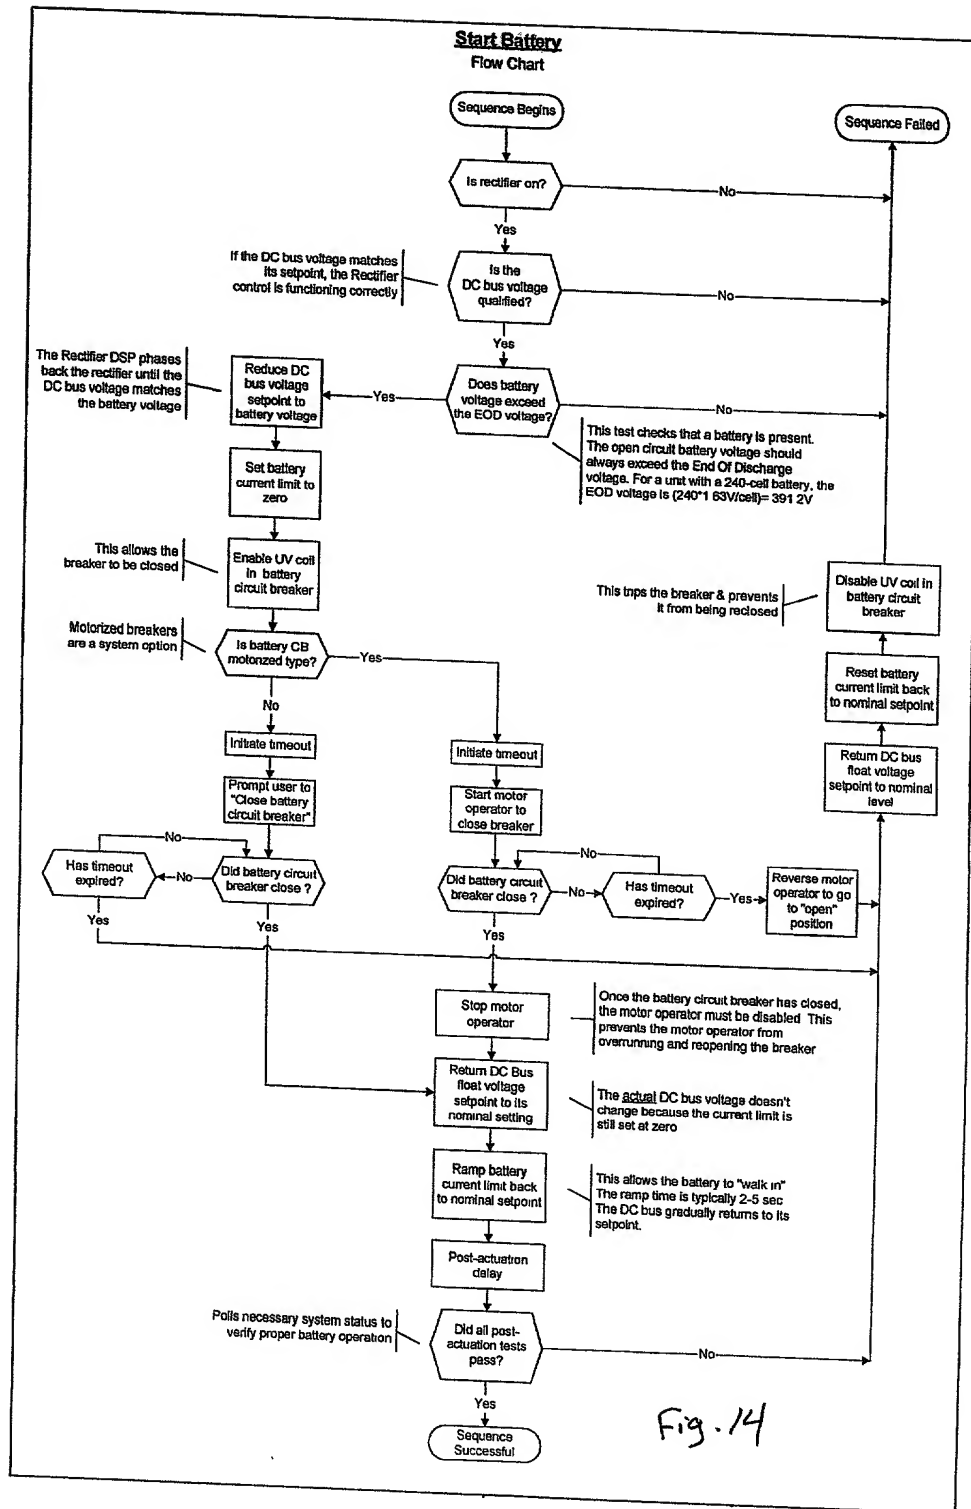 Start Battery
Flow Chart
Sequence Begins
Sequence Failed
Is rectifier on?
No
Yes
If the DC bus voltage matches
its setpoint, the Rectifier
control is functioning correctly
Is the
DC bus voltage
qualified?
No
Yes
The Rectifier DSP phases
back the rectifier until the
DC bus voltage matches
the battery voltage
Reduce DC
bus voltage
setpoint to
battery voltage
Yes
Does battery
voltage exceed
the EOD voltage?
No
This test checks that a battery is present.
The open circuit battery voltage should
always exceed the End Of Discharge
voltage. For a unit with a 240-cell battery, the
EOD voltage is (240*1 63V/cell)= 391 2V
Set battery
current limit to
zero
This allows the
breaker to be closed
Enable UV coil
in battery
circuit breaker
This trips the breaker & prevents
it from being reclosed
Disable UV coil in
battery circuit
breaker
Motorized breakers
are a system option
Is battery CB
motorized type?
Yes
No
Reset battery
current limit back
to nominal setpoint
Initiate timeout
Initiate timeout
Return DC bus
float voltage
setpoint to nominal
level
Prompt user to
"Close battery
circuit breaker"
Start motor
operator to
close breaker
No
No
Has timeout
expired?
No
Did battery circuit
breaker close ?
Did battery circuit
breaker close ?
No
Has timeout
expired?
Yes
Reverse motor
operator to go
to "open"
position
Yes
Yes
Yes
Stop motor
operator
Once the battery circuit breaker has closed,
the motor operator must be disabled This
prevents the motor operator from
overrunning and reopening the breaker
Return DC Bus
float voltage
setpoint to its
nominal setting
The actual DC bus voltage doesn't
change because the current limit is
still set at zero
Ramp battery
current limit back
to nominal setpoint
This allows the battery to "walk in"
The ramp time is typically 2-5 sec
The DC bus gradually returns to its
setpoint.
Post-actuation
delay
Polls necessary system status to
verify proper battery operation
Did all post-
actuation tests
pass?
No
Yes
Sequence
Successful
Fig. 14